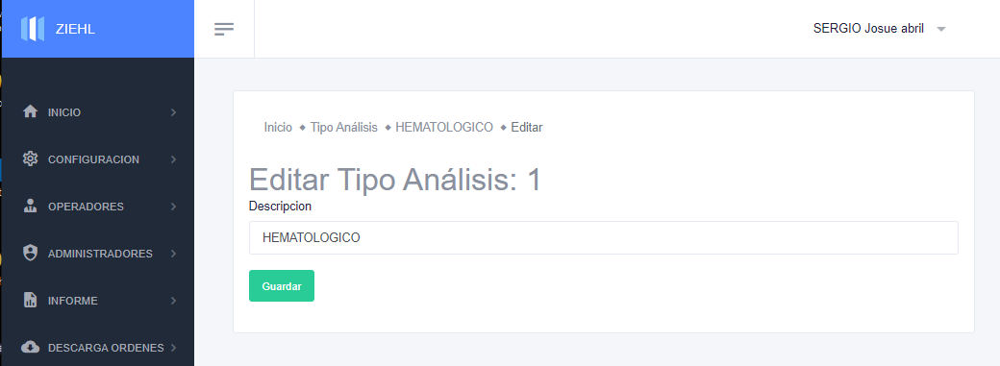 ZIEHL
SERGIO Josue abril
INICIO
CONFIGURACION
OPERADORES
ADMINISTRADORES
INFORME
DESCARGA ORDENES
Inicio ◆ Tipo Análisis ◆ HEMATOLOGICO ◆ Editar
Editar Tipo Análisis: 1
Descripcion
HEMATOLOGICO
Guardar